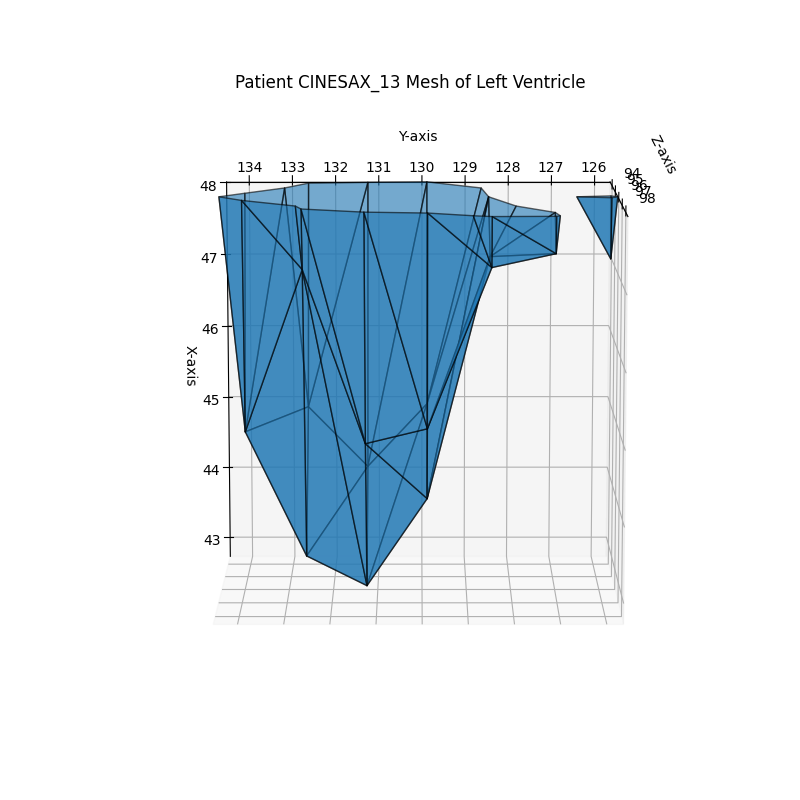 Patient CINESAX_13 Mesh of Left Ventricle
Y-axis
Z-axis
134 133 132 131 130 129 128 127 126
94
95
96
97
98
48
47
46
45
44
43
X-axis